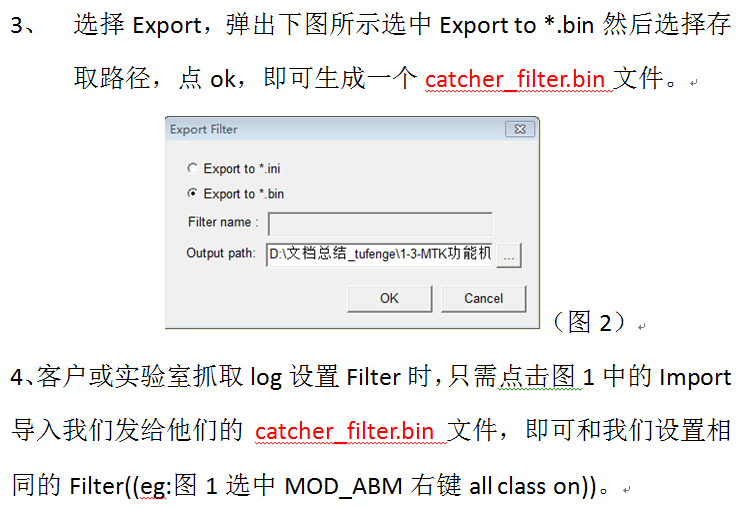 3、 选择 Export，弹出下图所示选中 Export to *.bin 然后选择存
取路径，点 ok，即可生成一个 catcher_filter.bin 文件。
Export Filter
Export to *.ini
Export to *.bin
Filter name :
Output path: D:\文档总结_tufenge\1-3-MTK功能机 ...
OK Cancel
（图 2）
4、客户或实验室抓取 log 设置 Filter 时，只需点击图 1 中的 Import
导入我们发给他们的 catcher_filter.bin 文件，即可和我们设置相
同的 Filter((eg:图 1 选中 MOD_ABM 右键 all class on))。